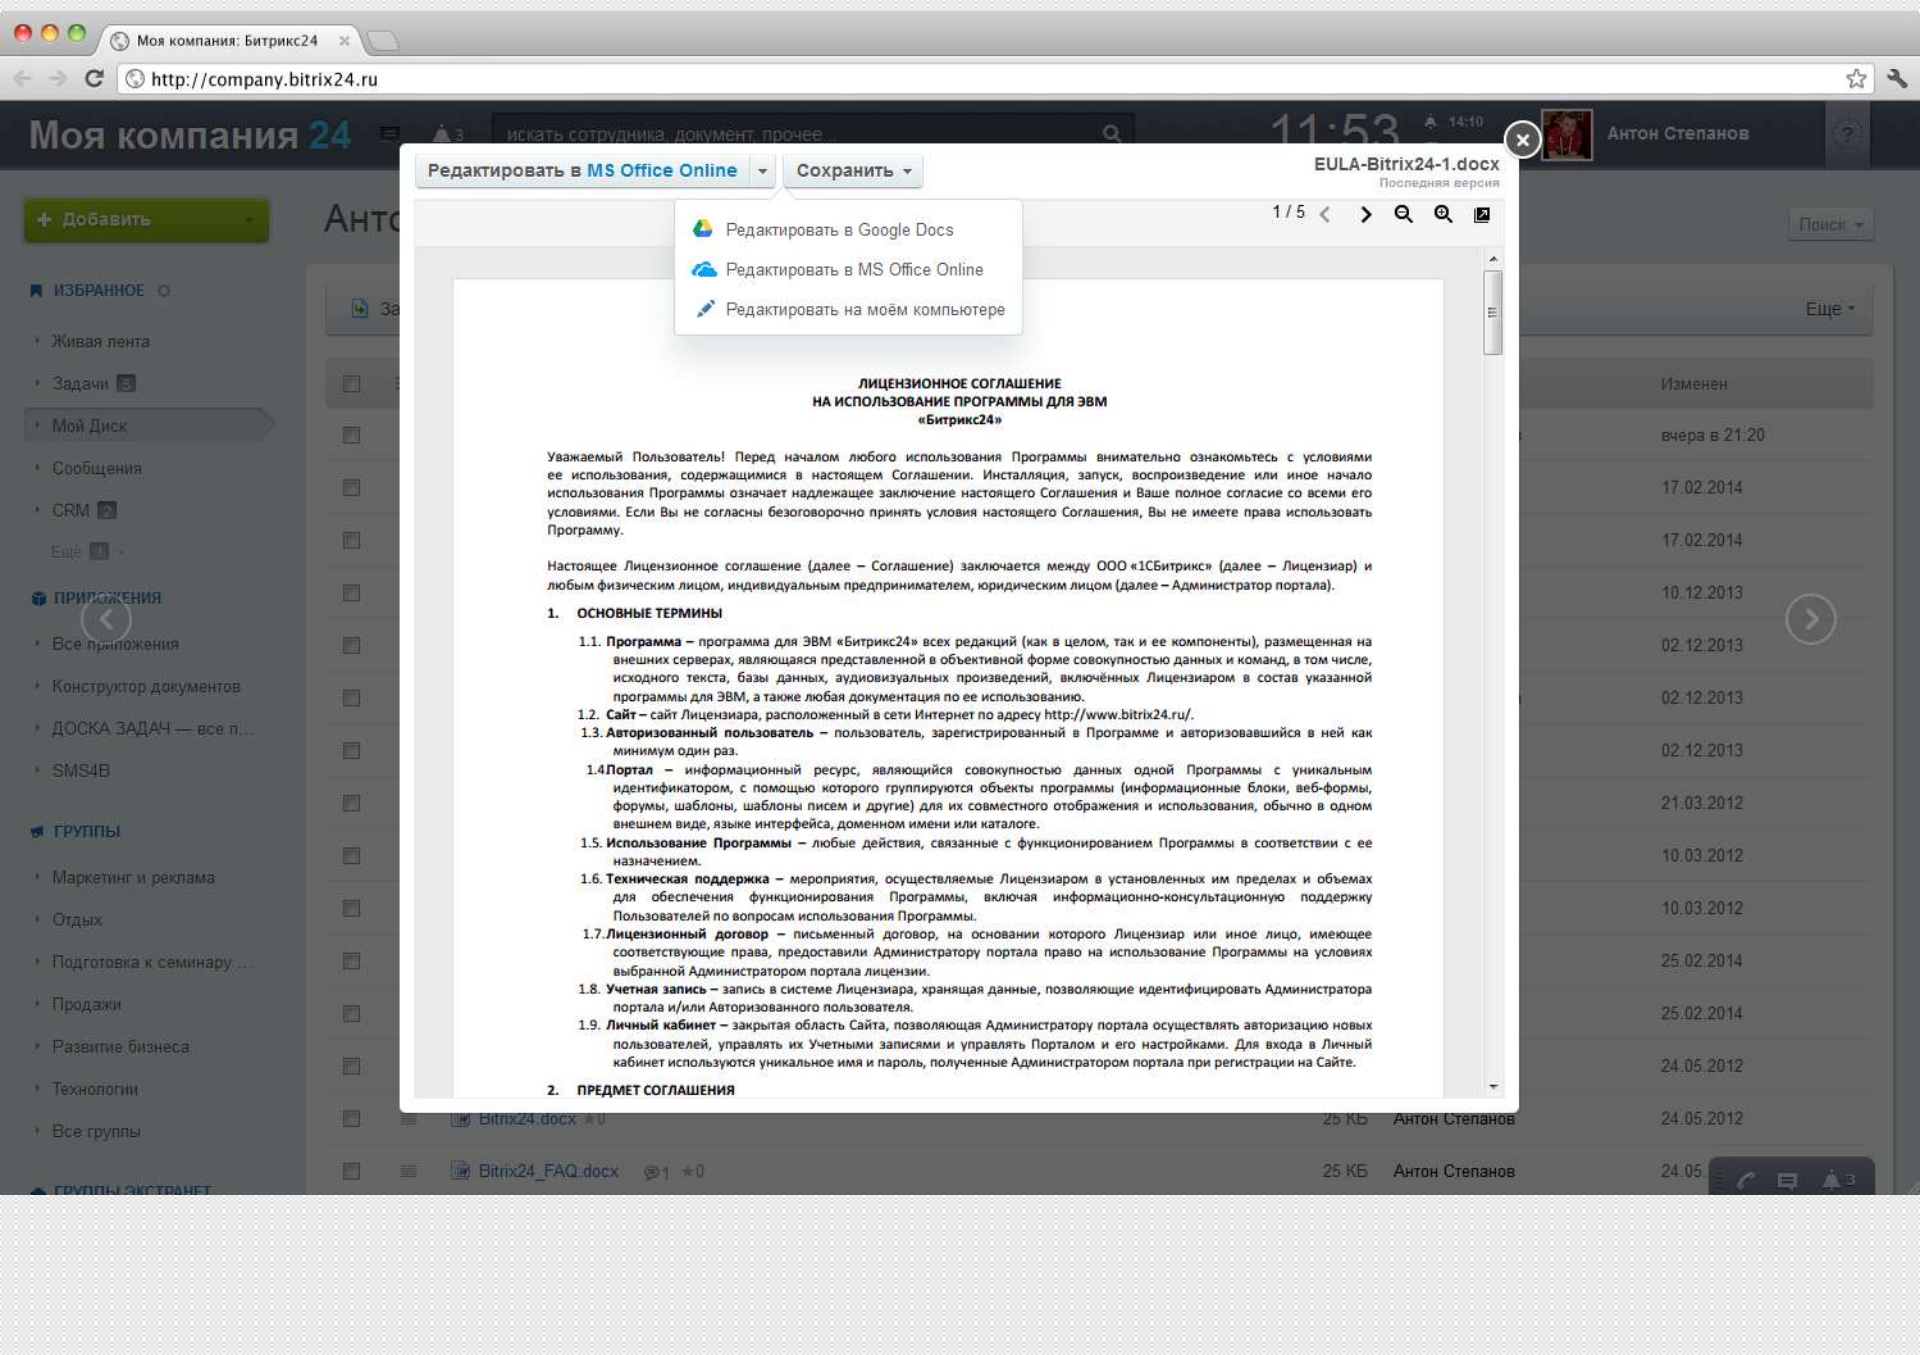 Моя компания: Битрикс24
http://company.bitrix24.ru
Моя компания 24
3
искать сотрудника, документ, прочее...
11:53
14:10
Антон Степанов
?
Редактировать в MS Office Online
Сохранить
EULA-Bitrix24-1.docx
Последняя версия
1 / 5
Редактировать в Google Docs
Редактировать в MS Office Online
Редактировать на моём компьютере
Добавить
Анто
Поиск
ИЗБРАННОЕ
За
Еще
Живая лента
Задачи 5
Мой Диск
Сообщения
CRM 2
Ещё 1
ПРИЛОЖЕНИЯ
Все приложения
Конструктор документов
ДОСКА ЗАДАЧ — все п...
SMS4B
ГРУППЫ
Маркетинг и реклама
Отдых
Подготовка к семинару ...
Продажи
Развитие бизнеса
Технологии
Все группы
ГРУППЫ ЭКСТРАНЕТ
ЛИЦЕНЗИОННОЕ СОГЛАШЕНИЕ
НА ИСПОЛЬЗОВАНИЕ ПРОГРАММЫ ДЛЯ ЭВМ
«Битрикс24»
Уважаемый Пользователь! Перед началом любого использования Программы внимательно ознакомьтесь с условиями
ее использования, содержащимися в настоящем Соглашении. Инсталляция, запуск, воспроизведение или иное начало
использования Программы означает надлежащее заключение настоящего Соглашения и Ваше полное согласие со всеми его
условиями. Если Вы не согласны безоговорочно принять условия настоящего Соглашения, Вы не имеете права использовать
Программу.
Настоящее Лицензионное соглашение (далее – Соглашение) заключается между ООО «1СБитрикс» (далее – Лицензиар) и
любым физическим лицом, индивидуальным предпринимателем, юридическим лицом (далее – Администратор портала).
1. ОСНОВНЫЕ ТЕРМИНЫ
1.1. Программа – программа для ЭВМ «Битрикс24» всех редакций (как в целом, так и ее компоненты), размещенная на
внешних серверах, являющаяся представленной в объективной форме совокупностью данных и команд, в том числе,
исходного текста, базы данных, аудиовизуальных произведений, включённых Лицензиаром в состав указанной
программы для ЭВМ, а также любая документация по ее использованию.
1.2. Сайт – сайт Лицензиара, расположенный в сети Интернет по адресу http://www.bitrix24.ru/.
1.3. Авторизованный пользователь – пользователь, зарегистрированный в Программе и авторизовавшийся в ней как
минимум один раз.
1.4Портал – информационный ресурс, являющийся совокупностью данных одной Программы с уникальным
идентификатором, с помощью которого группируются объекты программы (информационные блоки, веб-формы,
форумы, шаблоны, шаблоны писем и другие) для их совместного отображения и использования, обычно в одном
внешнем виде, языке интерфейса, доменном имени или каталоге.
1.5. Использование Программы – любые действия, связанные с функционированием Программы в соответствии с ее
назначением.
1.6. Техническая поддержка – мероприятия, осуществляемые Лицензиаром в установленных им пределах и объемах
для обеспечения функционирования Программы, включая информационно-консультационную поддержку
Пользователей по вопросам использования Программы.
1.7.Лицензионный договор – письменный договор, на основании которого Лицензиар или иное лицо, имеющее
соответствующие права, предоставили Администратору портала право на использование Программы на условиях
выбранной Администратором портала лицензии.
1.8. Учетная запись – запись в системе Лицензиара, хранящая данные, позволяющие идентифицировать Администратора
портала и/или Авторизованного пользователя.
1.9. Личный кабинет – закрытая область Сайта, позволяющая Администратору портала осуществлять авторизацию новых
пользователей, управлять их Учетными записями и управлять Порталом и его настройками. Для входа в Личный
кабинет используются уникальное имя и пароль, полученные Администратором портала при регистрации на Сайте.
2. ПРЕДМЕТ СОГЛАШЕНИЯ
Изменен
вчера в 21:20
17.02.2014
17.02.2014
10.12.2013
02.12.2013
02.12.2013
02.12.2013
21.03.2012
10.03.2012
10.03.2012
25.02.2014
25.02.2014
24.05.2012
Bitrix24.docx 0 25 КБ Антон Степанов 24.05.2012
Bitrix24_FAQ.docx 1 0 25 КБ Антон Степанов 24.05.
3